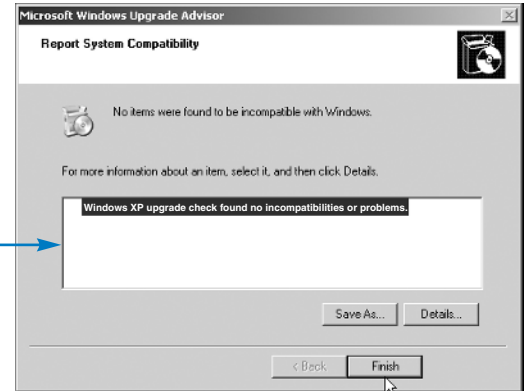 Microsoft Windows Upgrade Advisor
Report System Compatibility
No items were found to be incompatible with Windows.
For more information about an item, select it, and then click Details.
Windows XP upgrade check found no incompatibilities or problems.
Save As... Details...
< Back Finish